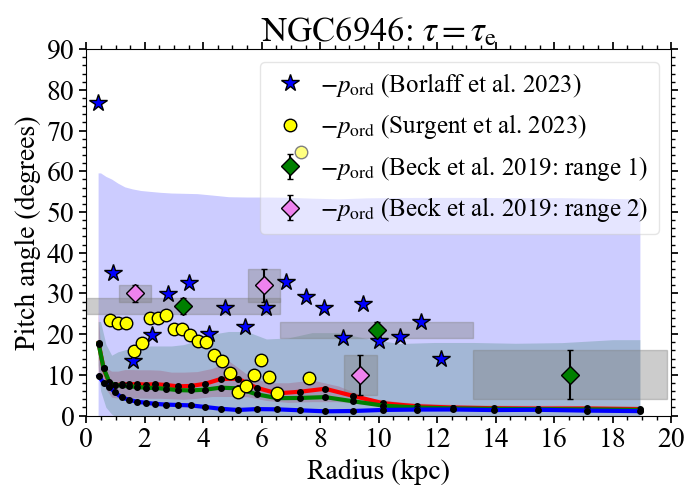 NGC6946: τ = τe
90
80
70
60
50
40
30
20
10
0
Pitch angle (degrees)
−pord (Borlaff et al. 2023)
−pord (Surgent et al. 2023)
−pord (Beck et al. 2019: range 1)
−pord (Beck et al. 2019: range 2)
0 2 4 6 8 10 12 14 16 18 20
Radius (kpc)